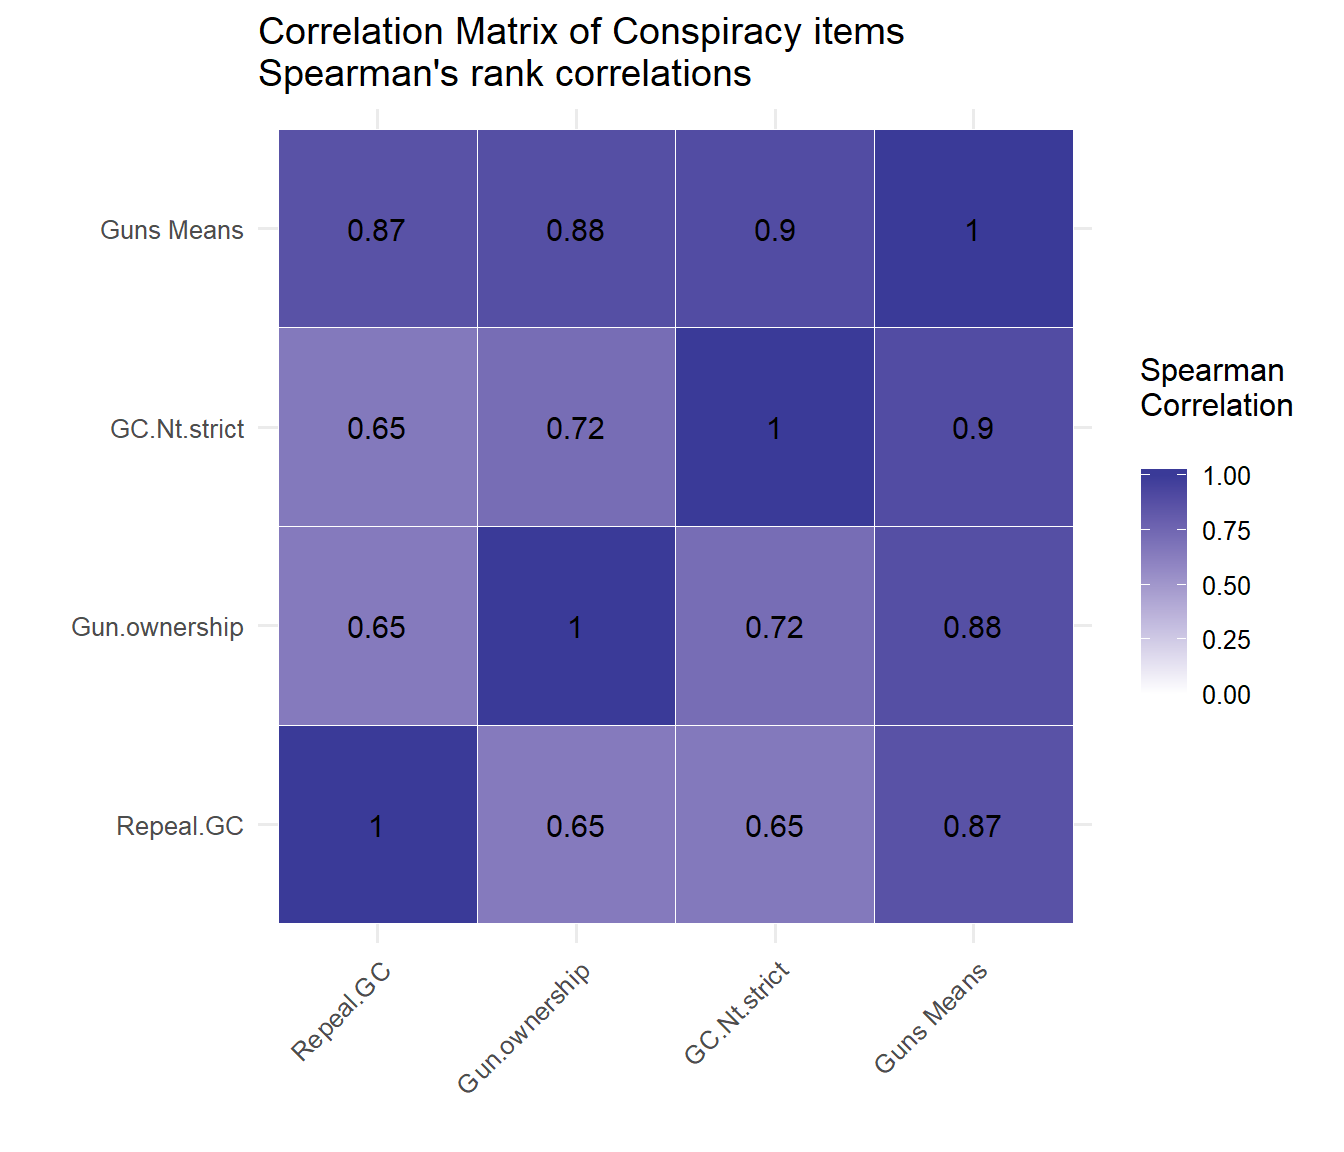 Correlation Matrix of Conspiracy items
Spearman's rank correlations
Guns Means
0.87 0.88 0.9 1
GC.Nt.strict
0.65 0.72 1 0.9
Gun.ownership
0.65 1 0.72 0.88
Repeal.GC
1 0.65 0.65 0.87
Repeal.GC
Gun.ownership
GC.Nt.strict
Guns Means
Spearman
Correlation
1.00
0.75
0.50
0.25
0.00